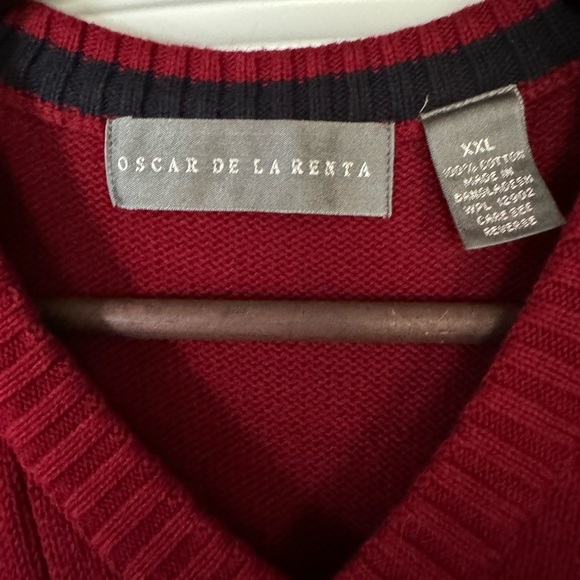 OSCAR DE LA RENTA
XXL
100% COTTON
MADE IN
BANGLADESH
WPL 12902
CARE SEE
REVERSE